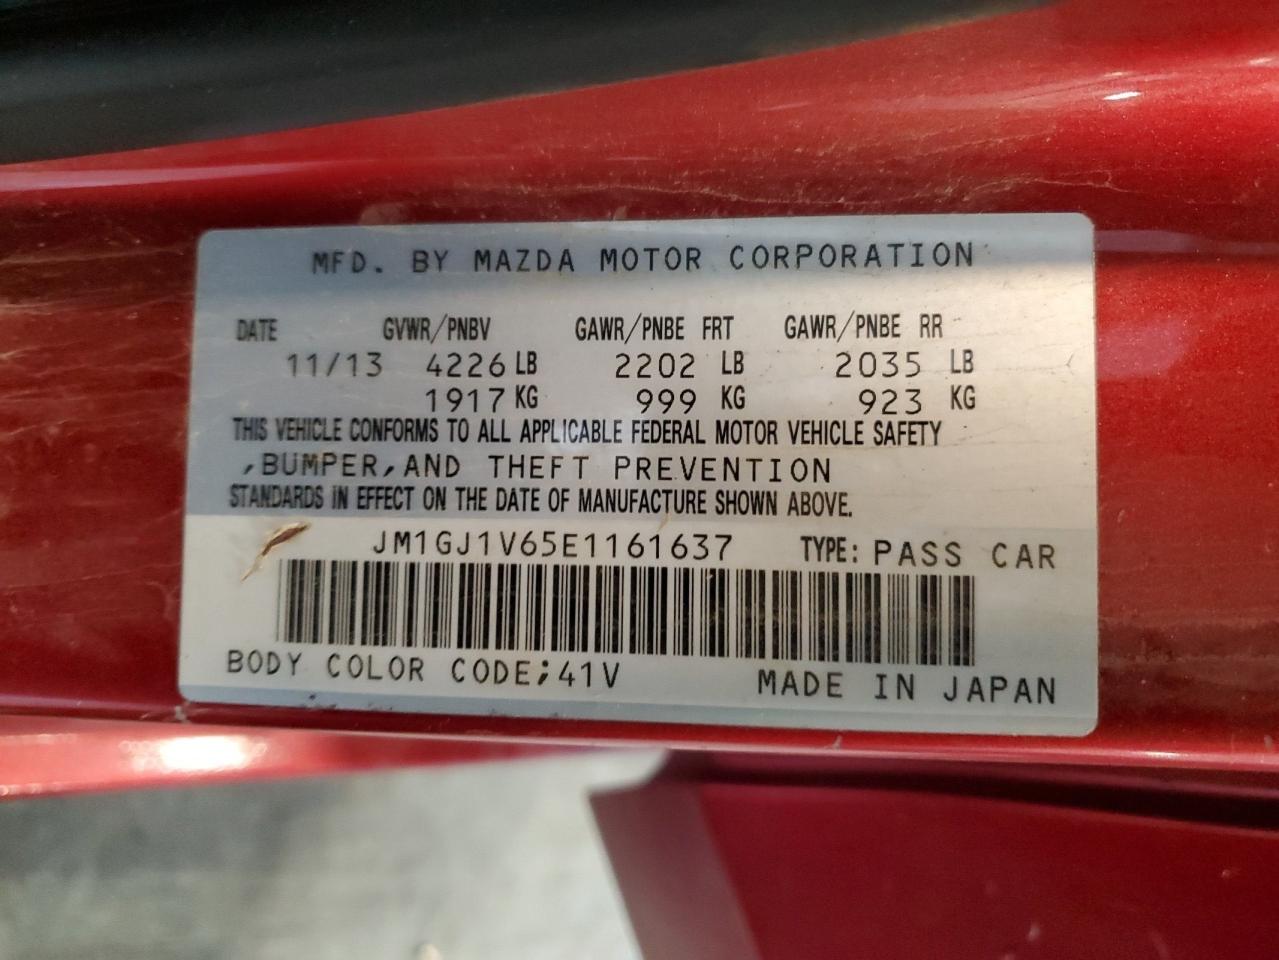 MFD. BY MAZDA MOTOR CORPORATION
DATE GVWR/PNBV GAWR/PNBE FRT GAWR/PNBE RR
11/13 4226 LB 2202 LB 2035 LB
1917 KG 999 KG 923 KG
THIS VEHICLE CONFORMS TO ALL APPLICABLE FEDERAL MOTOR VEHICLE SAFETY
,BUMPER,AND THEFT PREVENTION
STANDARDS IN EFFECT ON THE DATE OF MANUFACTURE SHOWN ABOVE.
JM1GJ1V65E1161637 TYPE: PASS CAR
BODY COLOR CODE;41V MADE IN JAPAN